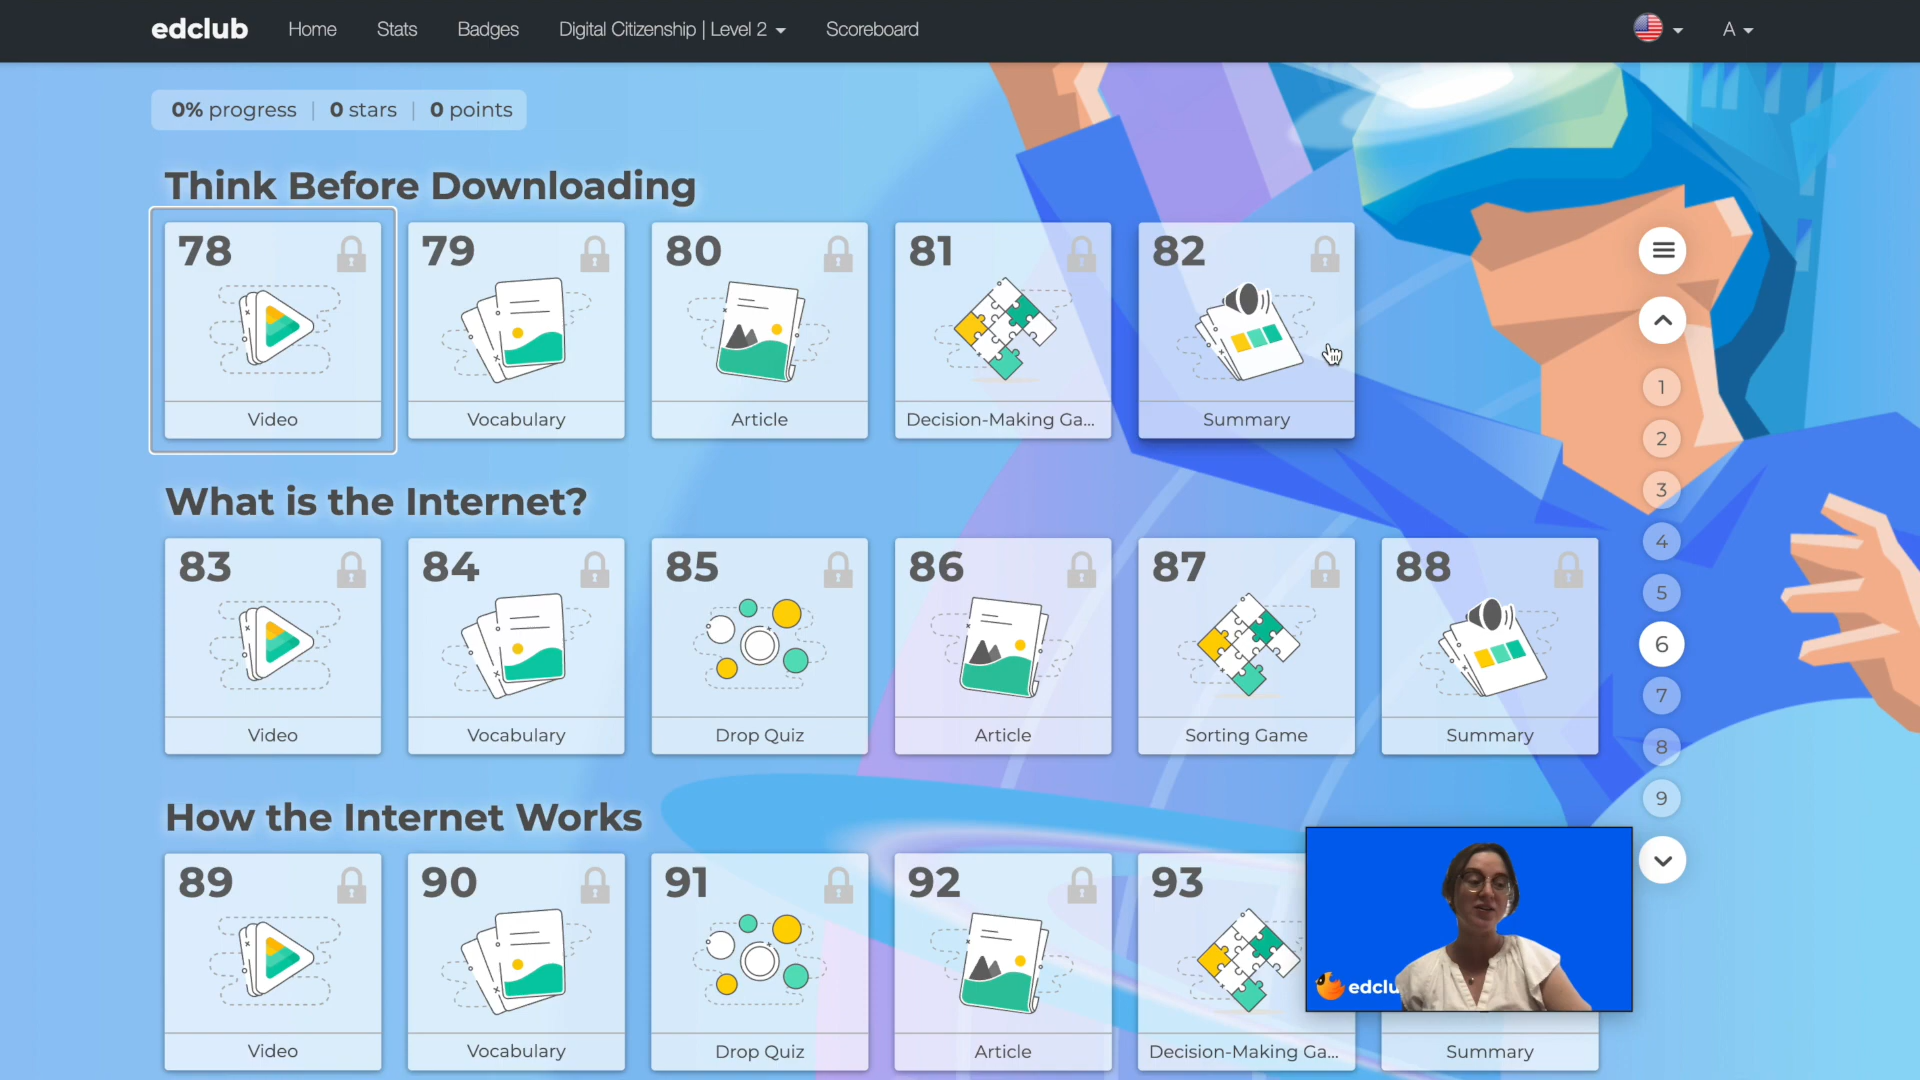 edclub Home Stats Badges Digital Citizenship | Level 2 Scoreboard A
0% progress | 0 stars | 0 points
Think Before Downloading
78 79 80 81 82
Video Vocabulary Article Decision-Making Ga... Summary
What is the Internet?
83 84 85 86 87 88
Video Vocabulary Drop Quiz Article Sorting Game Summary
How the Internet Works
89 90 91 92 93
Video Vocabulary Drop Quiz Article Decision-Making Ga... Summary
1
2
3
4
5
6
7
8
9
edclu